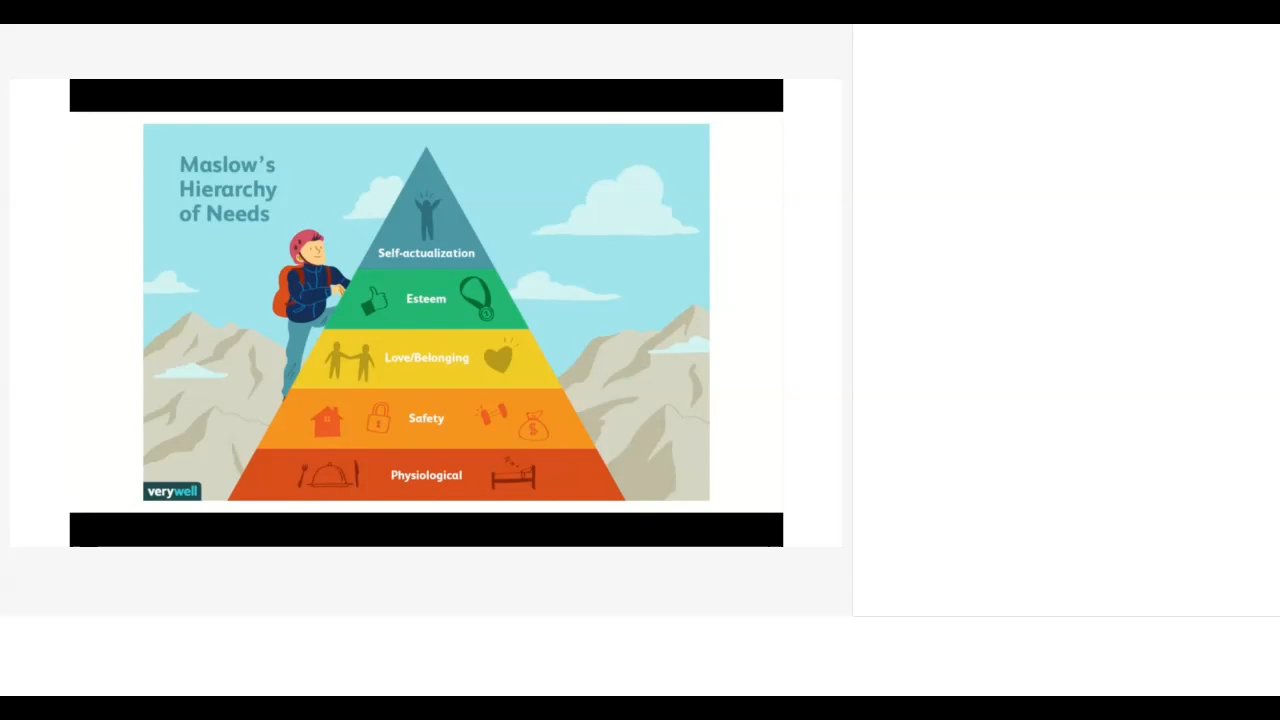 Maslow's
Hierarchy
of Needs
Self-actualization
Esteem
Love/Belonging
Safety
$
Physiological
verywell